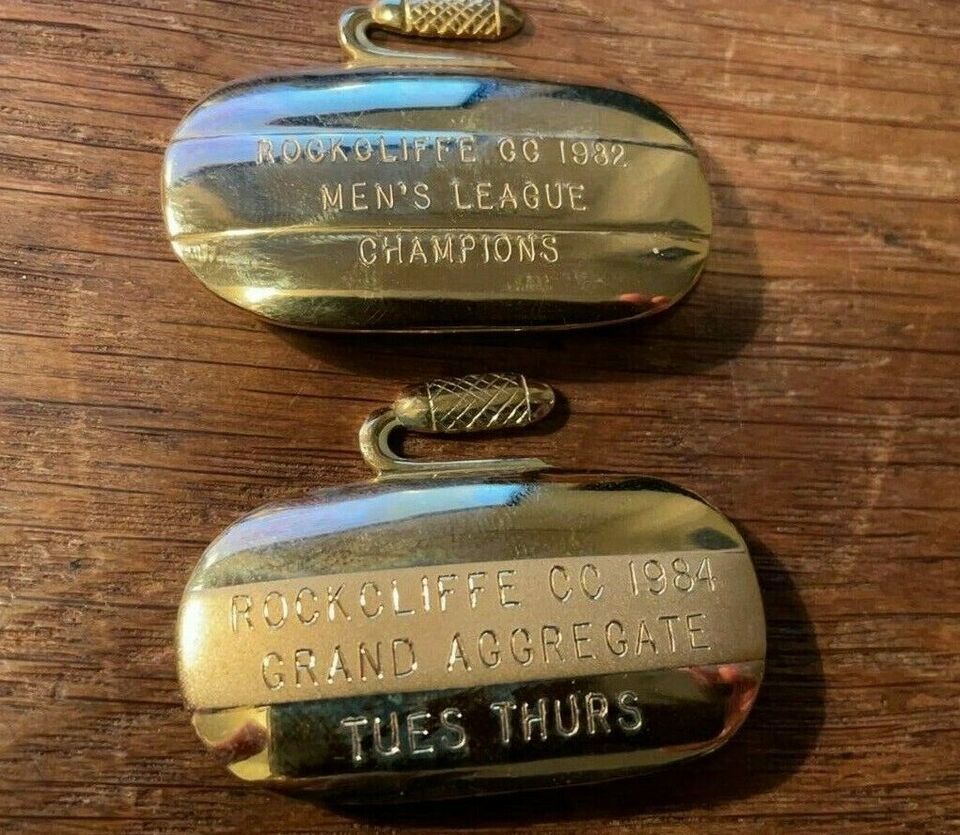 ROCKCLIFFE CC 1982
MEN'S LEAGUE
CHAMPIONS
ROCKCLIFFE CC 1984
GRAND AGGREGATE
TUES THURS